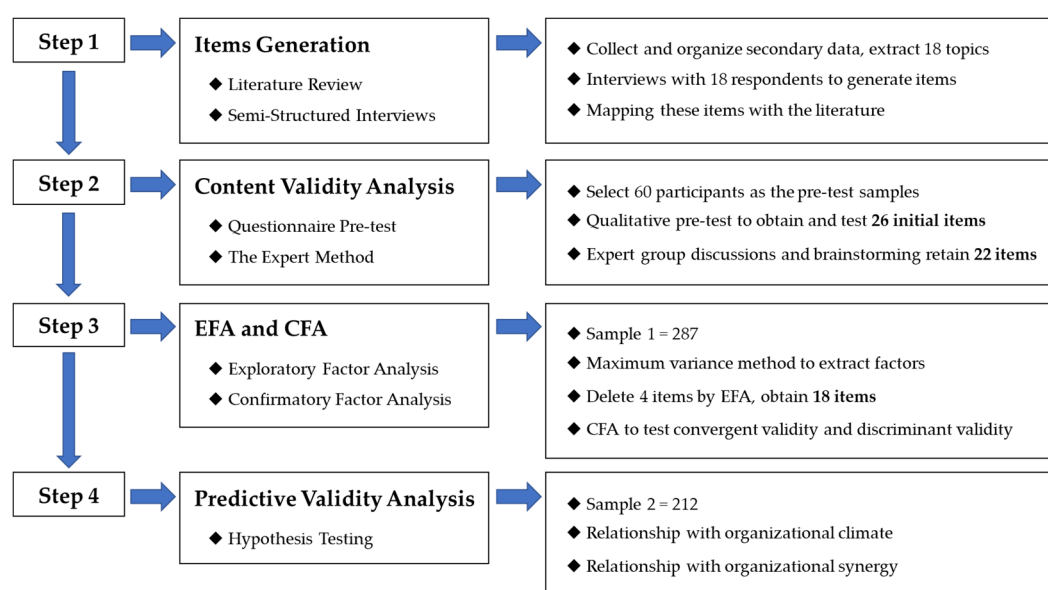 Step 1
Items Generation
◆ Literature Review
◆ Semi-Structured Interviews
◆ Collect and organize secondary data, extract 18 topics
◆ Interviews with 18 respondents to generate items
◆ Mapping these items with the literature
Step 2
Content Validity Analysis
◆ Questionnaire Pre-test
◆ The Expert Method
◆ Select 60 participants as the pre-test samples
◆ Qualitative pre-test to obtain and test 26 initial items
◆ Expert group discussions and brainstorming retain 22 items
Step 3
EFA and CFA
◆ Exploratory Factor Analysis
◆ Confirmatory Factor Analysis
◆ Sample 1 = 287
◆ Maximum variance method to extract factors
◆ Delete 4 items by EFA, obtain 18 items
◆ CFA to test convergent validity and discriminant validity
Step 4
Predictive Validity Analysis
◆ Hypothesis Testing
◆ Sample 2 = 212
◆ Relationship with organizational climate
◆ Relationship with organizational synergy